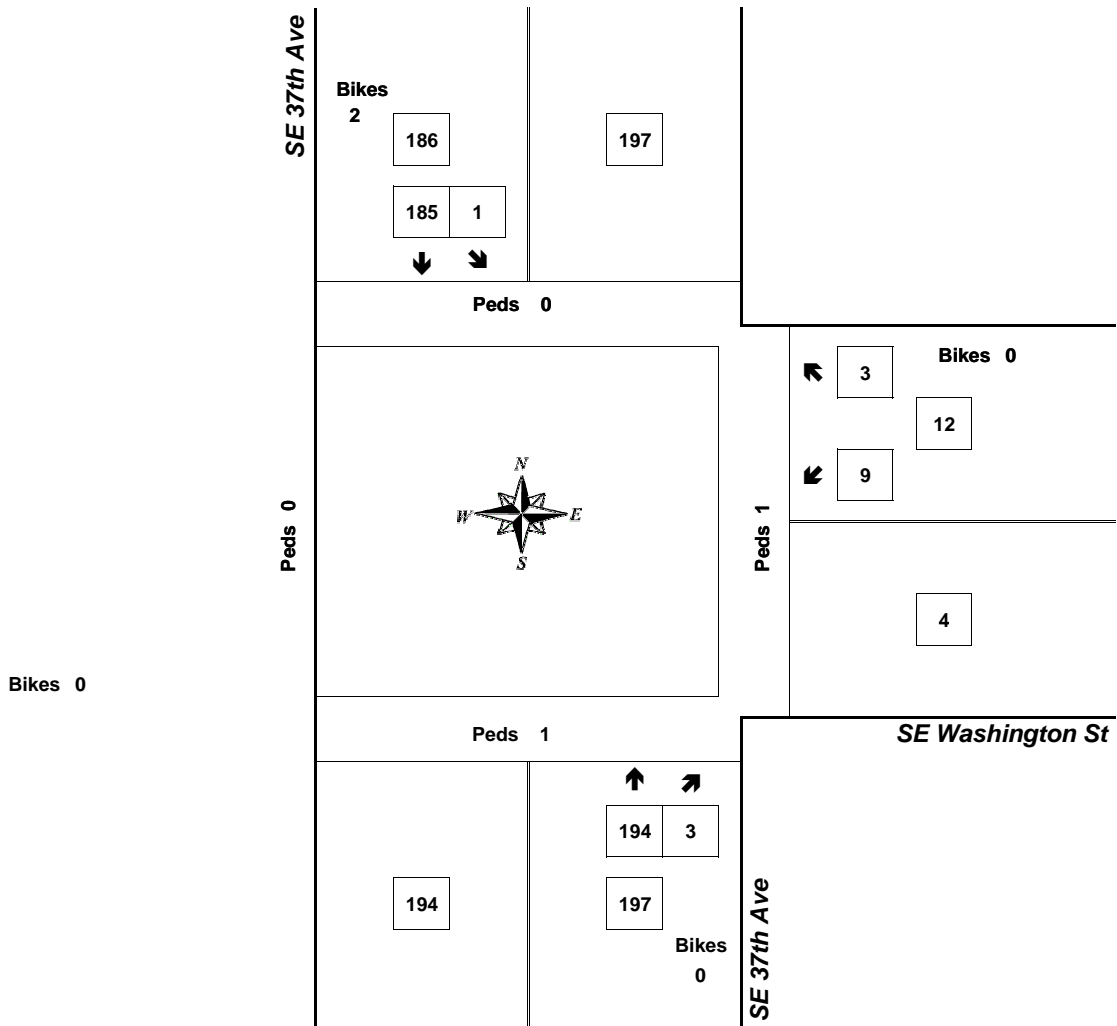 SE 37th Ave
Bikes
2
186
197
185 1
Peds 0
3
Bikes 0
12
9
N
W E
S
Peds 0
Peds 1
4
Bikes 0
Peds 1
SE Washington St
194 3
194
197
Bikes
0
SE 37th Ave